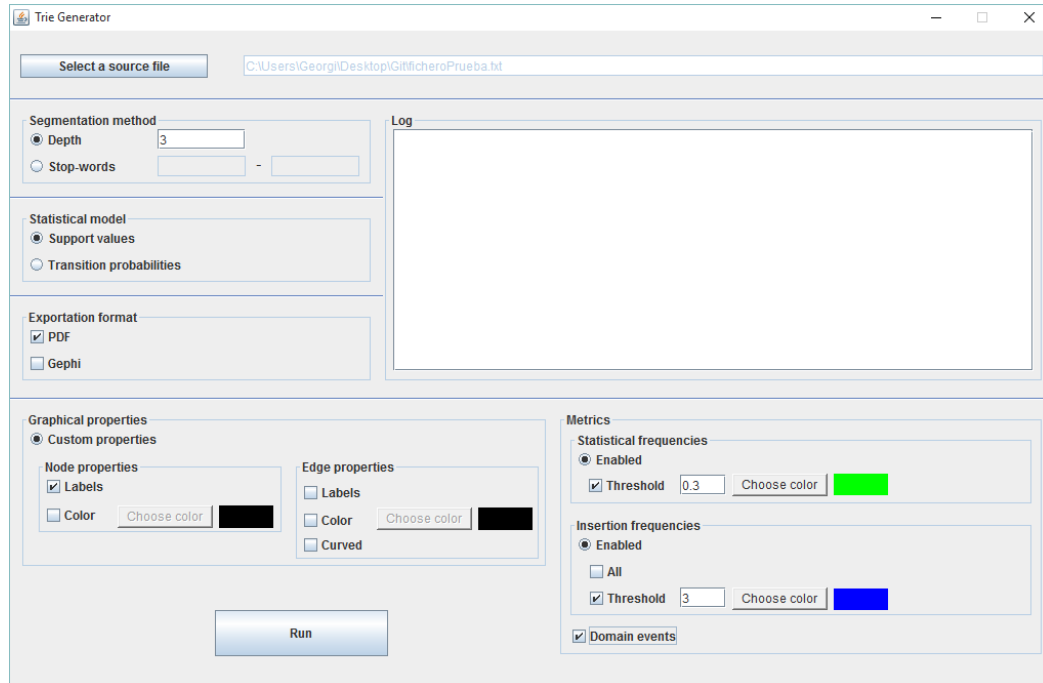 Trie Generator
Select a source file
C:\Users\Georgi\Desktop\Gif\ficheroPrueba.txt
Segmentation method
Depth 3
Stop-words -
Log
Statistical model
Support values
Transition probabilities
Exportation format
PDF
Gephi
Graphical properties
Custom properties
Node properties
Labels
Color Choose color
Edge properties
Labels
Color Choose color
Curved
Run
Metrics
Statistical frequencies
Enabled
Threshold 0.3 Choose color
Insertion frequencies
Enabled
All
Threshold 3 Choose color
Domain events